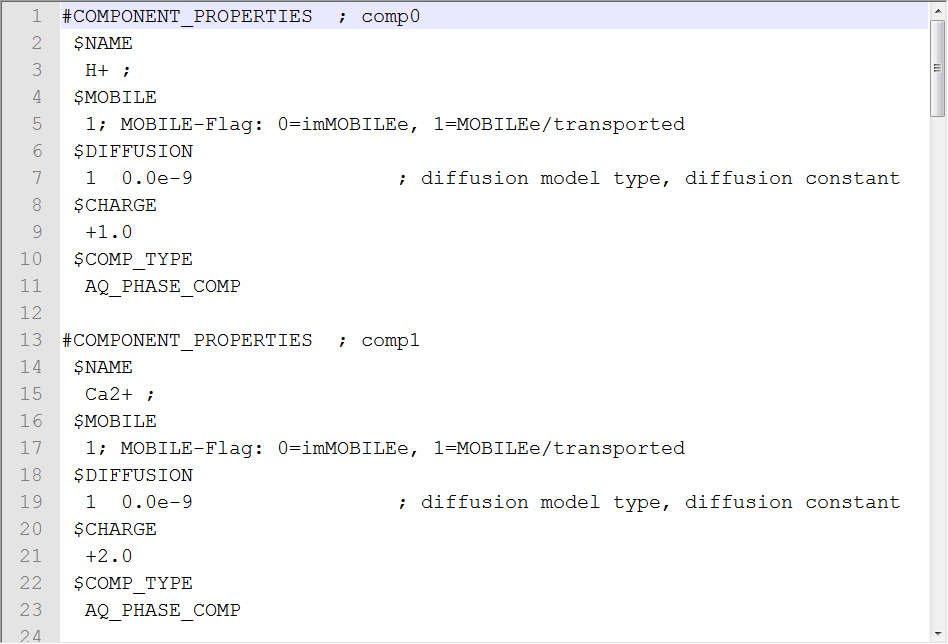 1 #COMPONENT_PROPERTIES  ; comp0
2  $NAME
3   H+ ;
4  $MOBILE
5   1; MOBILE-Flag: 0=imMOBILEe, 1=MOBILEe/transported
6  $DIFFUSION
7   1  0.0e-9                 ; diffusion model type, diffusion constant
8  $CHARGE
9   +1.0
10  $COMP_TYPE
11   AQ_PHASE_COMP
12
13 #COMPONENT_PROPERTIES  ; comp1
14  $NAME
15   Ca2+ ;
16  $MOBILE
17   1; MOBILE-Flag: 0=imMOBILEe, 1=MOBILEe/transported
18  $DIFFUSION
19   1  0.0e-9                 ; diffusion model type, diffusion constant
20  $CHARGE
21   +2.0
22  $COMP_TYPE
23   AQ_PHASE_COMP
24